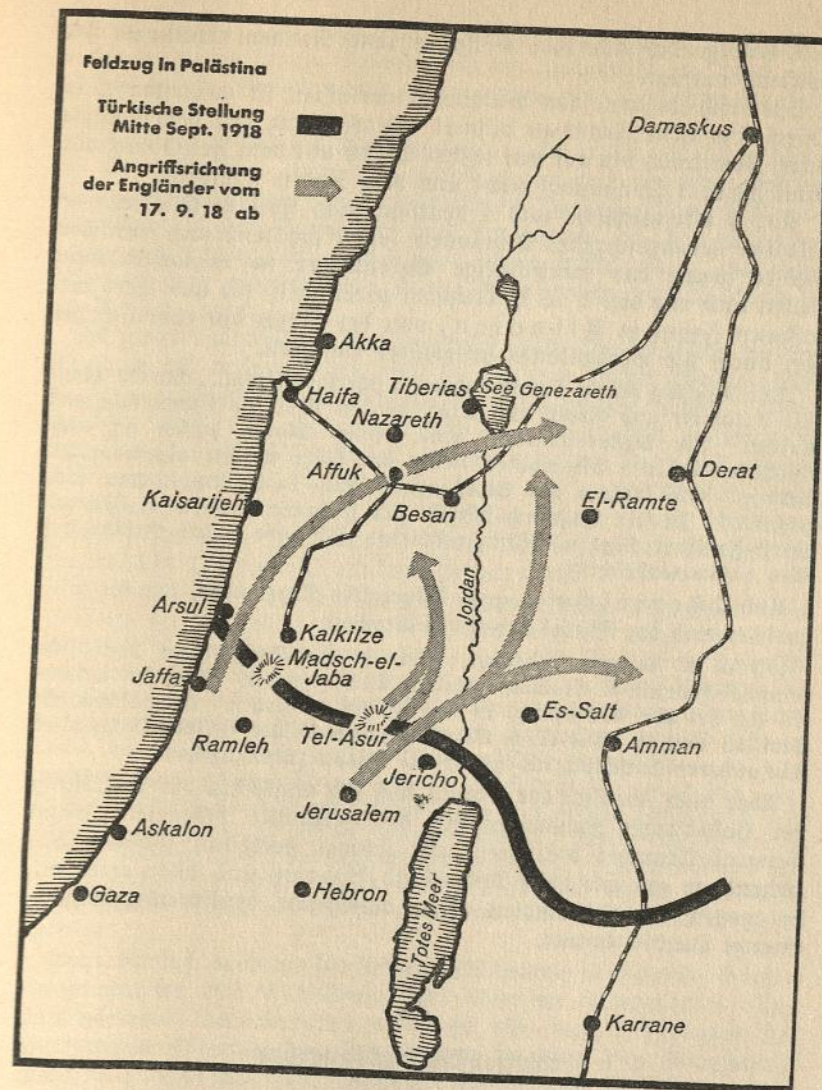 Feldzug in Palästina
Türkische Stellung
Mitte Sept. 1918
Angriffsrichtung
der Engländer vom
17. 9. 18 ab
Damaskus
Akka
Haifa
Tiberias
See Genezareth
Nazareth
Affuk
Derat
Kaisarijeh
Besan
El-Ramte
Jordan
Arsul
Kalkilze
Madsch-el-
Jaba
Jaffa
Es-Salt
Ramleh
Tel-Asur
Amman
Jericho
Jerusalem
Askalon
Gaza
Hebron
Totes Meer
Karrane